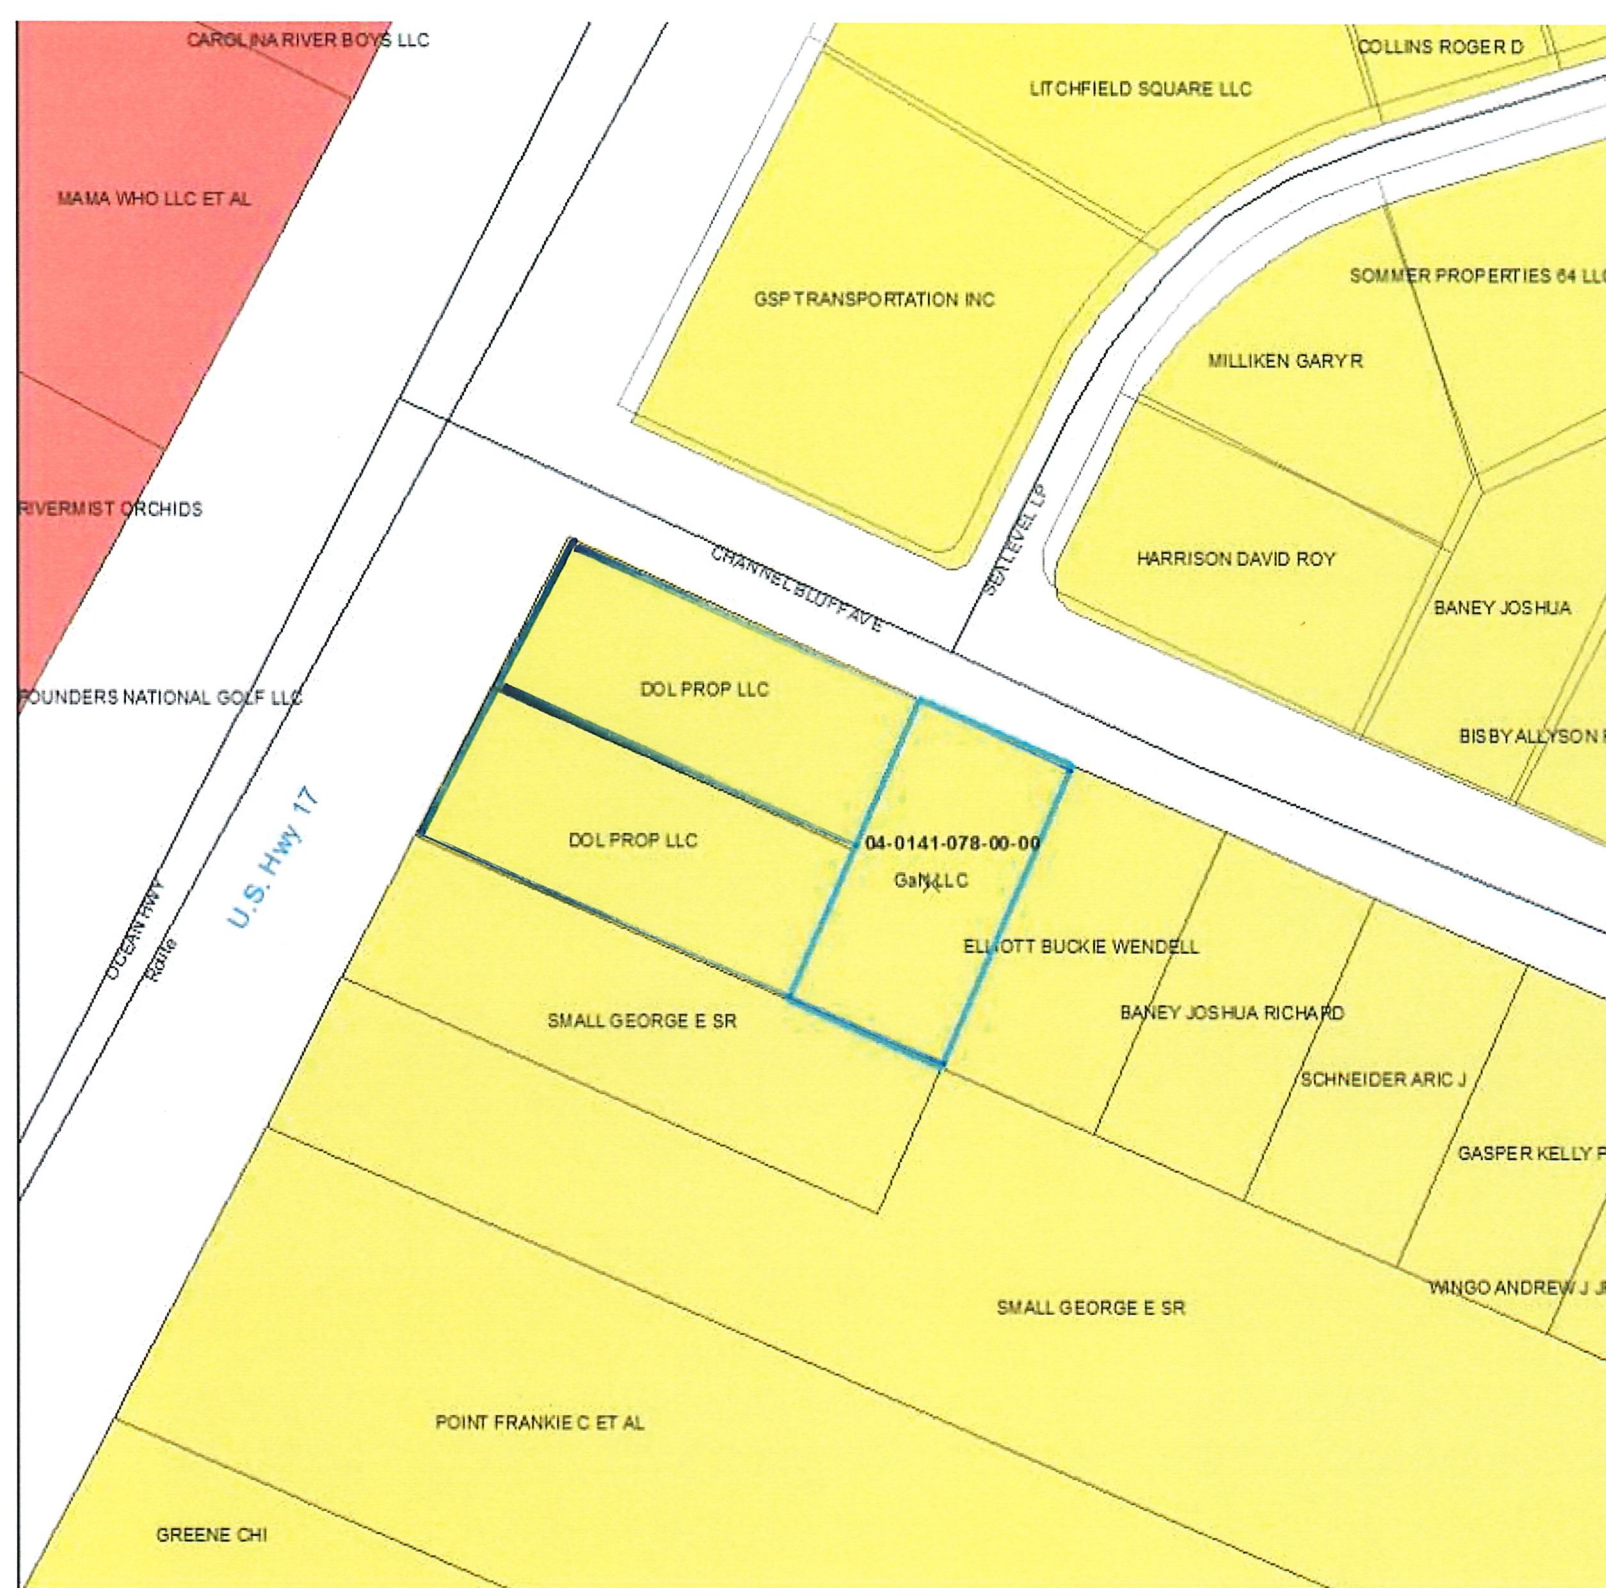 CAROLINA RIVER BOYS LLC
COLLINS ROGER D
LITCHFIELD SQUARE LLC
MAMA WHO LLC ET AL
SOMMER PROPERTIES 64 LLC
GSP TRANSPORTATION INC
MILLIKEN GARY R
RIVERMIST ORCHIDS
SEA LEVEL LP
HARRISON DAVID ROY
CHANNEL BLUFF AVE
BANEY JOSHUA
DOL PROP LLC
FOUNDERS NATIONAL GOLF LLC
BISBY ALLYSON
U.S. Hwy 17
DOL PROP LLC
04-0141-078-00-00
GaN LLC
OCEAN HWY
Route
ELLIOTT BUCKIE WENDELL
SMALL GEORGE E SR
BANEY JOSHUA RICHARD
SCHNEIDER ARIC J
GASPER KELLY P
WINGO ANDREW J JR
SMALL GEORGE E SR
POINT FRANKIE C ET AL
GREENE CHI